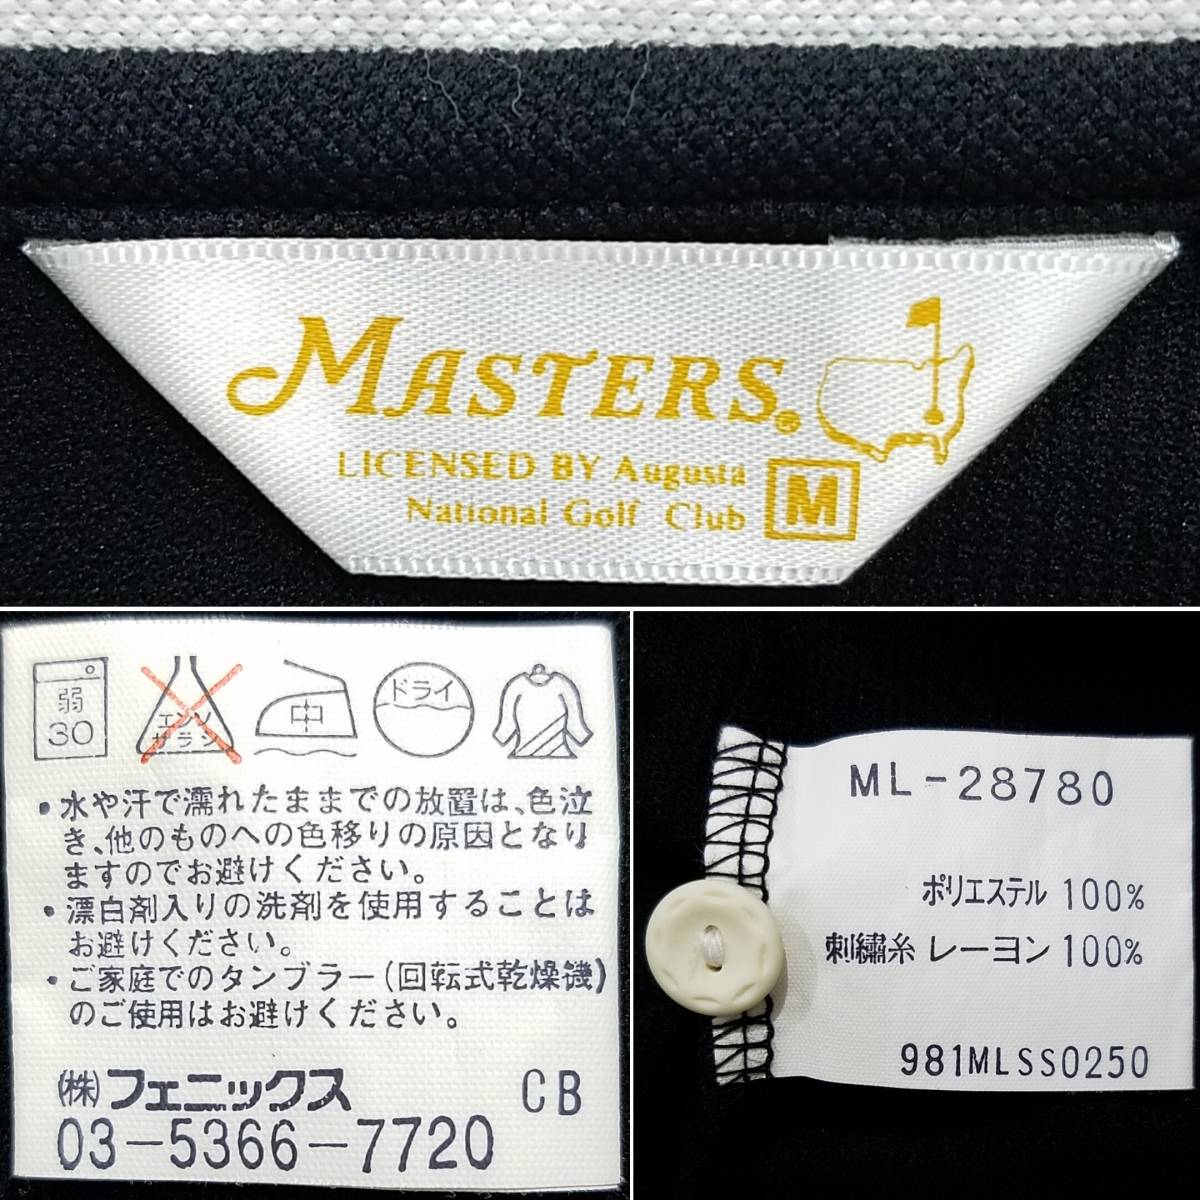 MASTERS®
LICENSED BY Augusta
National Golf Club M
弱
30
エンソ
サラシ
中
ドライ
・水や汗で濡れたままでの放置は、色泣
き、他のものへの色移りの原因となり
ますのでお避けください。
・漂白剤入りの洗剤を使用することは
お避けください。
・ご家庭でのタンブラー(回転式乾燥機)
のご使用はお避けください。
(株)フェニックス CB
03-5366-7720
ML-28780
ポリエステル 100%
刺繍糸 レーヨン 100%
981MLSS0250